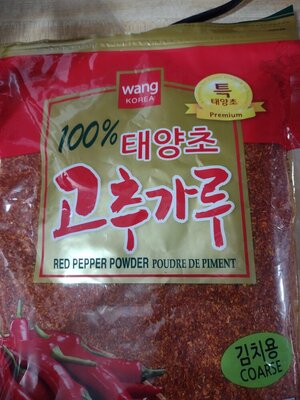 wang
KOREA
특
태양초
Premium
100% 태양초
고추가루
RED PEPPER POWDER POUDRE DE PIMENT
김치용
COARSE